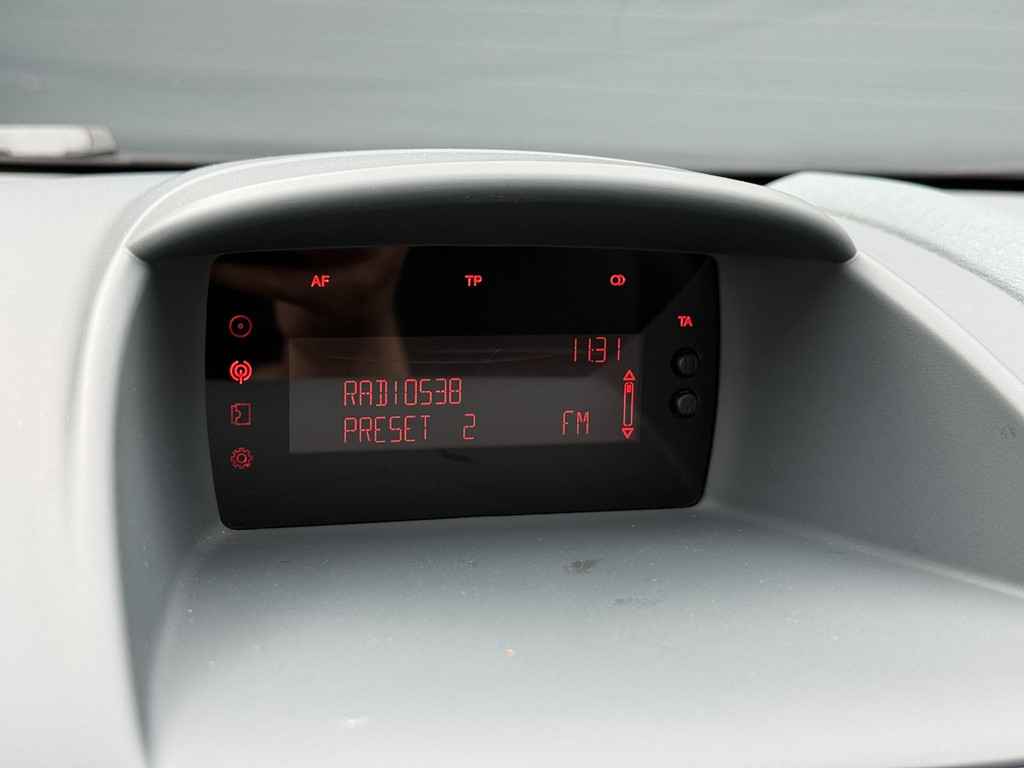 AF TP
TA
11:31
RADIO538
PRESET 2 FM